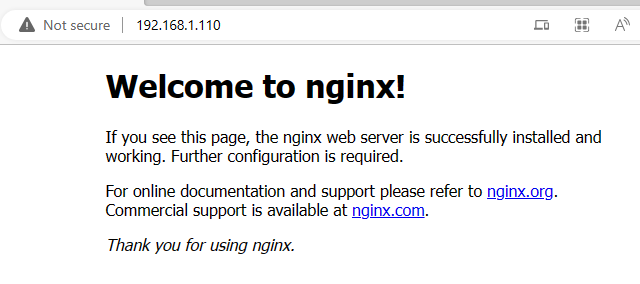 Not secure 192.168.1.110
Welcome to nginx!
If you see this page, the nginx web server is successfully installed and
working. Further configuration is required.
For online documentation and support please refer to nginx.org.
Commercial support is available at nginx.com.
Thank you for using nginx.